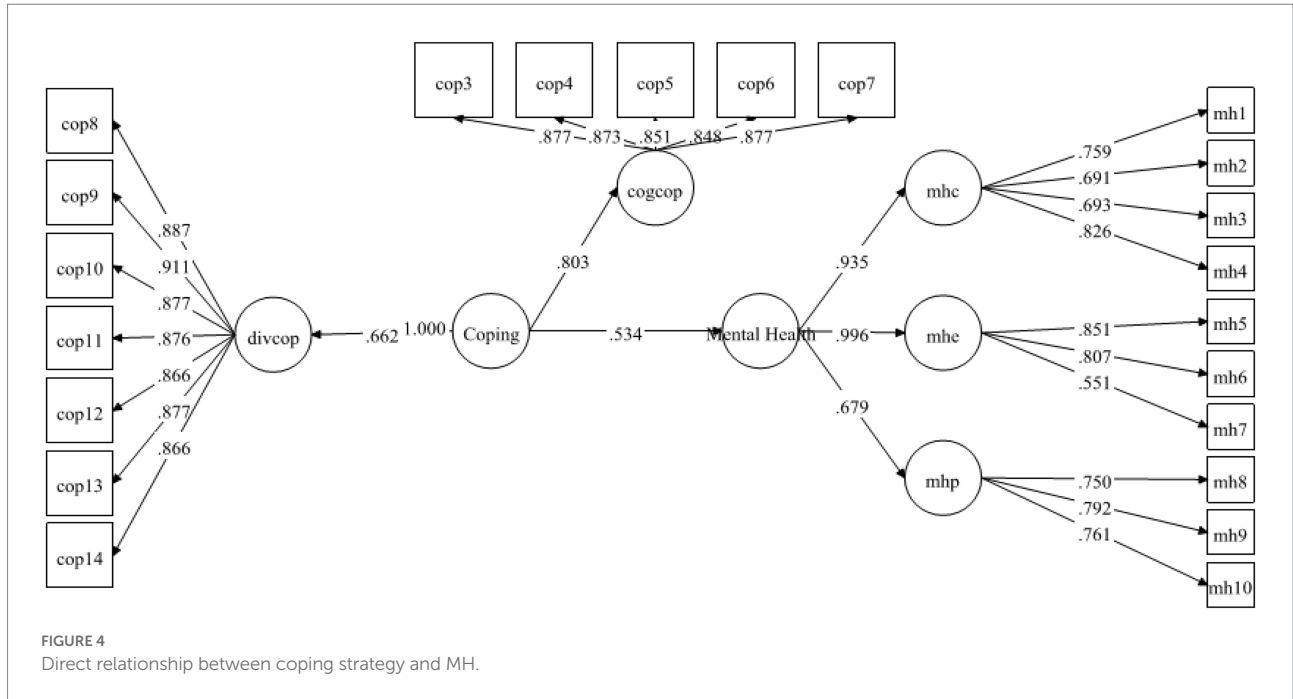 cop3 cop4 cop5 cop6 cop7
.877 .873 .851 .848 .877
cogcop
cop8
cop9
cop10
cop11
cop12
cop13
cop14
.887
.911
.877
.876
.866
.877
.866
divcop
.662
1.000
Coping
.803
.534
Mental Health
.935
.996
.679
mhc
mhe
mhp
.759
.691
.693
.826
.851
.807
.551
.750
.792
.761
mh1
mh2
mh3
mh4
mh5
mh6
mh7
mh8
mh9
mh10
FIGURE 4
Direct relationship between coping strategy and MH.